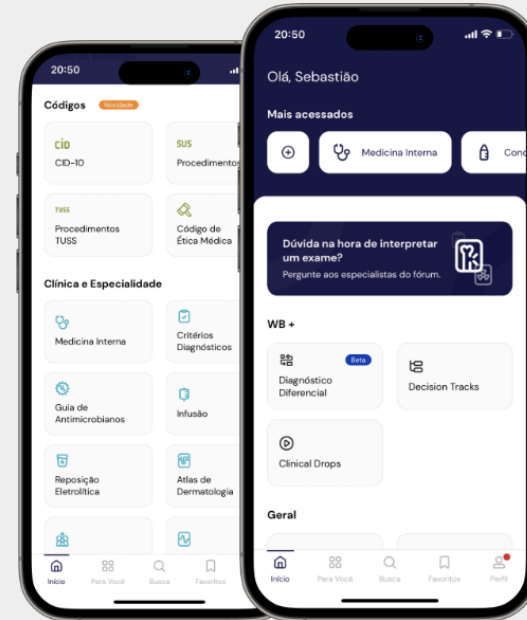 20:50
Códigos
Novidade
CiD
CID-10
SUS
Procedimentos
TUSS
Procedimentos
TUSS
Código de
Ética Médica
Clínica e Especialidade
Medicina Interna
Critérios
Diagnósticos
Guia de
Antimicrobianos
Infusão
Reposição
Eletrolítica
Atlas de
Dermatologia
Início
Para Você
Busca
Favoritos
20:50
Olá, Sebastião
Mais acessados
Medicina Interna
Dúvida na hora de interpretar
um exame?
Pergunte aos especialistas do fórum.
WB +
Beta
Diagnóstico
Diferencial
Decision Tracks
Clinical Drops
Geral
Início
Para Você
Busca
Favoritos
Perfil